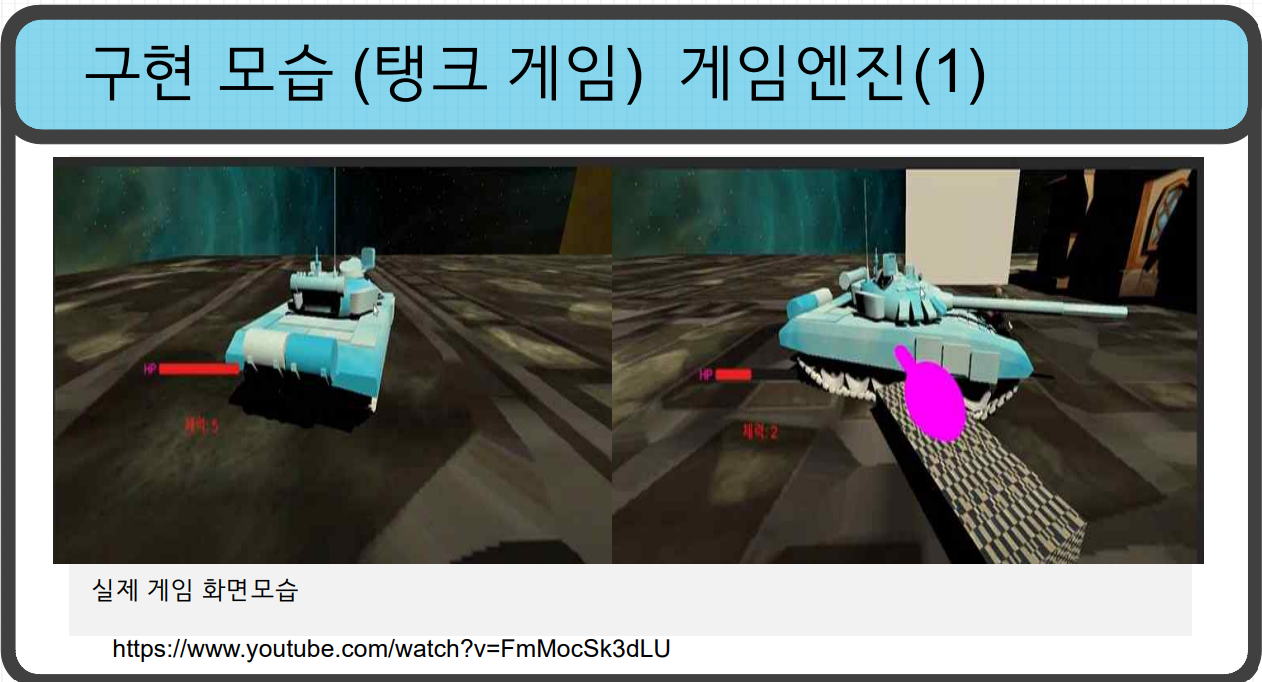 구현 모습 (탱크 게임) 게임엔진(1)
HP
체력: 5
HP
체력: 2
실제 게임 화면모습
https://www.youtube.com/watch?v=FmMocSk3dLU